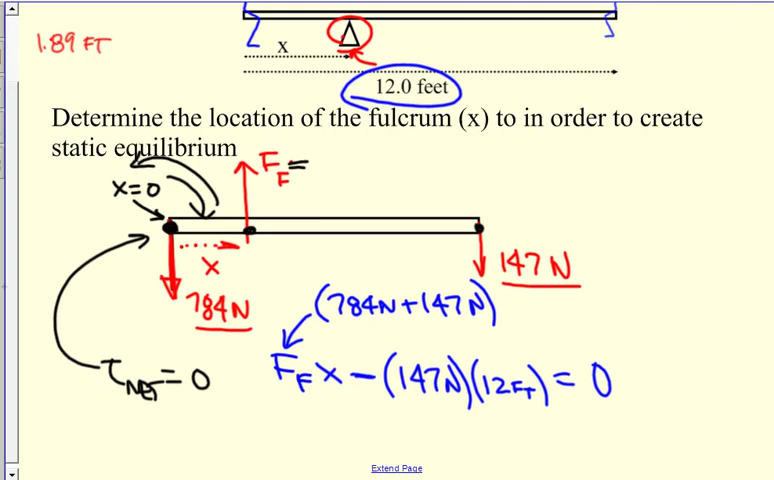 1.89 FT
x
12.0 feet
Determine the location of the fulcrum (x) to in order to create
static equilibrium
F_F =
x=0
x
147N
784N
(784N+147N)
τ_NET = 0
F_F x - (147N)(12FT) = 0
Extend Page